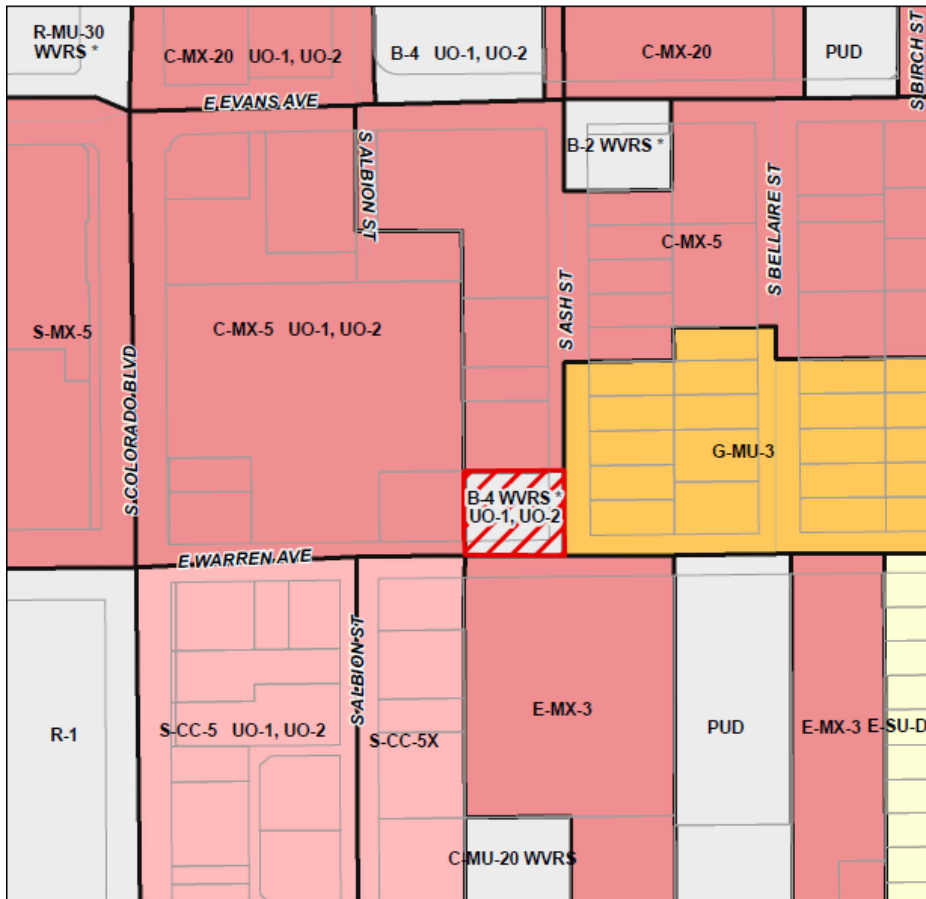 R-MU-30
WVRS *
C-MX-20 UO-1, UO-2
B-4 UO-1, UO-2
C-MX-20
PUD
S BIRCH ST
E EVANS AVE
S ALBION ST
B-2 WVRS *
S BELLAIRE ST
C-MX-5
S ASH ST
S-MX-5
C-MX-5 UO-1, UO-2
S COLORADO BLVD
G-MU-3
B-4 WVRS *
UO-1, UO-2
E WARREN AVE
S ALBION ST
R-1
S-CC-5 UO-1, UO-2
S-CC-5X
E-MX-3
PUD
E-MX-3
E-SU-D
C-MU-20 WVRS